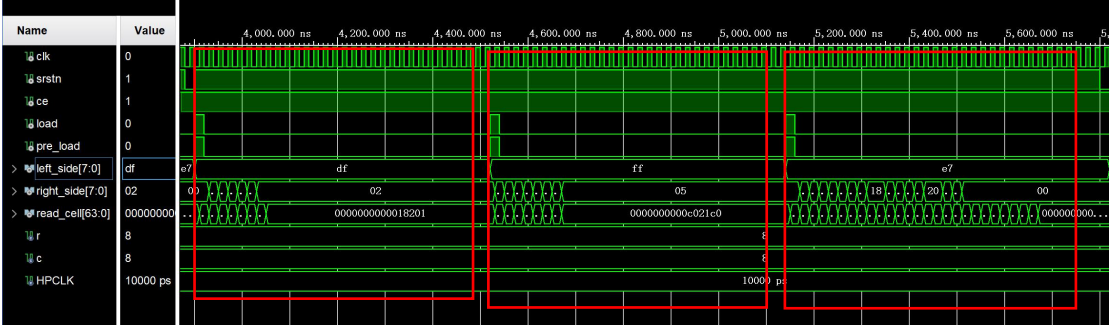 Name Value
4,000.000 ns 4,200.000 ns 4,400.000 ns 4,600.000 ns 4,800.000 ns 5,000.000 ns 5,200.000 ns 5,400.000 ns 5,600.000 ns 5,
clk 0
srstn 1
ce 1
load 0
pre_load 0
left_side[7:0] df e7 df ff e7
right_side[7:0] 02 00 02 05 18 20 00
read_cell[63:0] 00000000 ... 0000000000018201 0000000000c021c0 000000000...
r 8 8
c 8 8
HPCLK 10000 ps 10000 ps